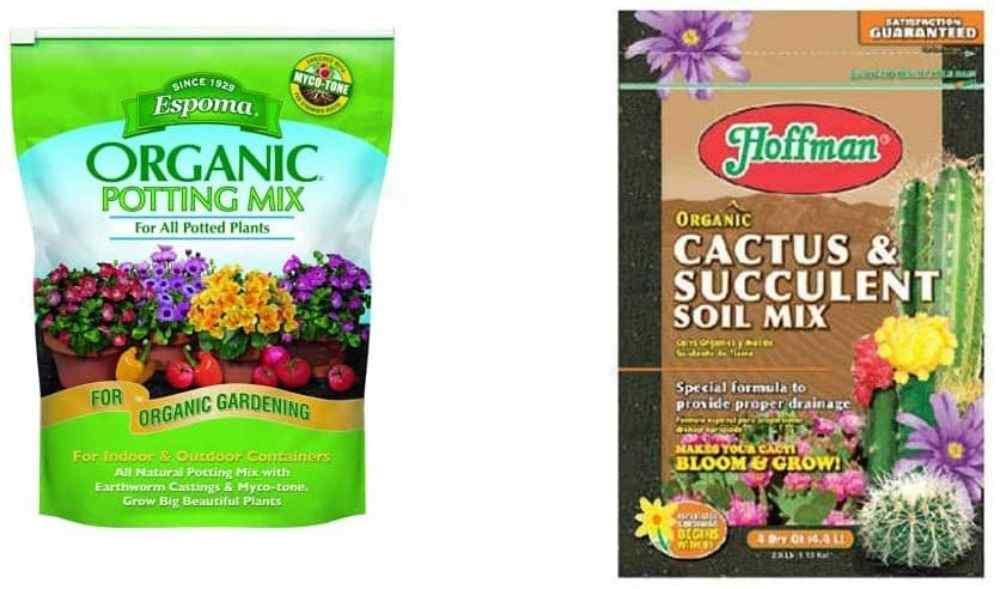 SINCE 1929
Espoma®
MYCO-TONE
ORGANIC
POTTING MIX
For All Potted Plants
FOR ORGANIC GARDENING
For Indoor & Outdoor Containers
All Natural Potting Mix with
Earthworm Castings & Myco-tone.
Grow Big Beautiful Plants
SATISFACTION
GUARANTEED
Hoffman®
ORGANIC
CACTUS &
SUCCULENT
SOIL MIX
Special formula to
provide proper drainage
MAKES YOUR CACTI
BLOOM & GROW!
BEGINS
4 Dry Qt (4.4 L)